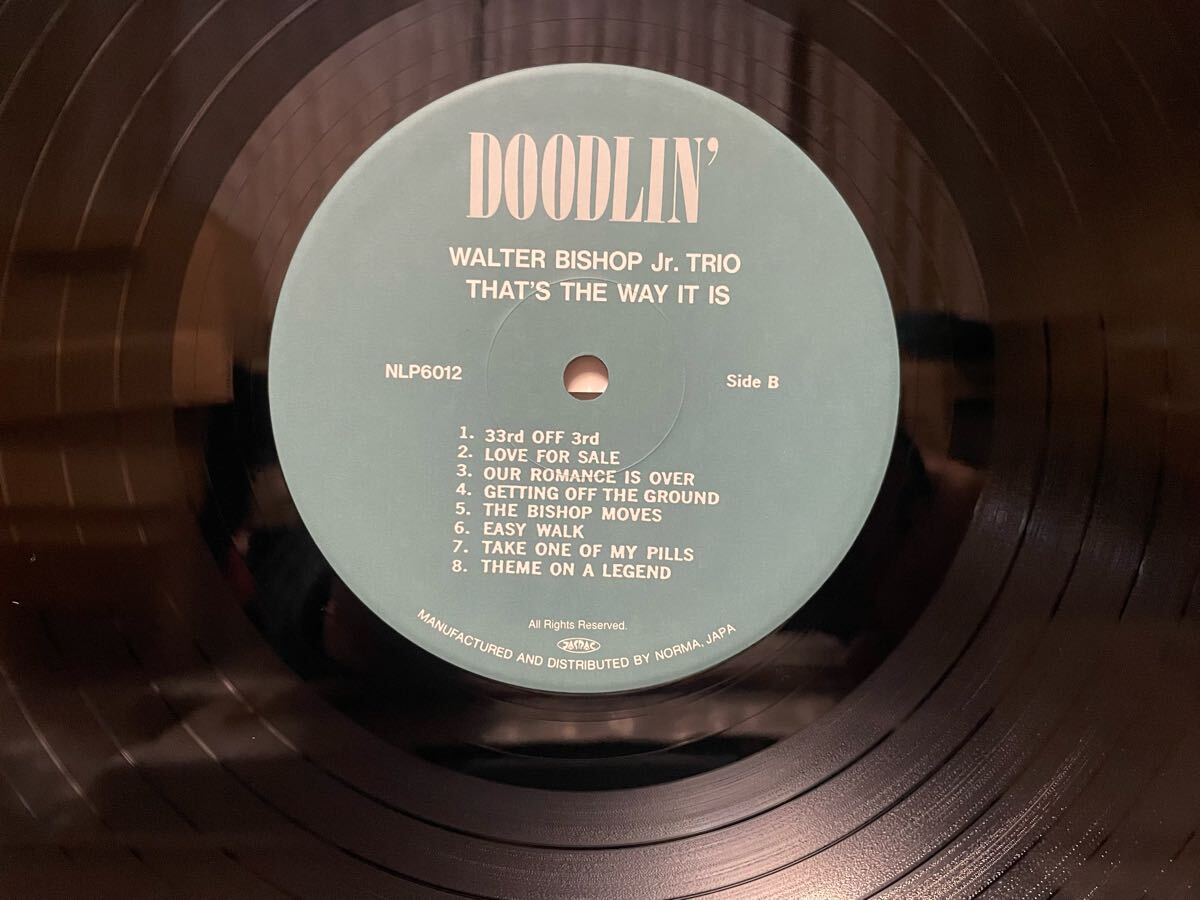 DOODLIN'
WALTER BISHOP Jr. TRIO
THAT'S THE WAY IT IS
NLP6012
Side B
1. 33rd OFF 3rd
2. LOVE FOR SALE
3. OUR ROMANCE IS OVER
4. GETTING OFF THE GROUND
5. THE BISHOP MOVES
6. EASY WALK
7. TAKE ONE OF MY PILLS
8. THEME ON A LEGEND
All Rights Reserved.
JASRAC
MANUFACTURED AND DISTRIBUTED BY NORMA, JAPA